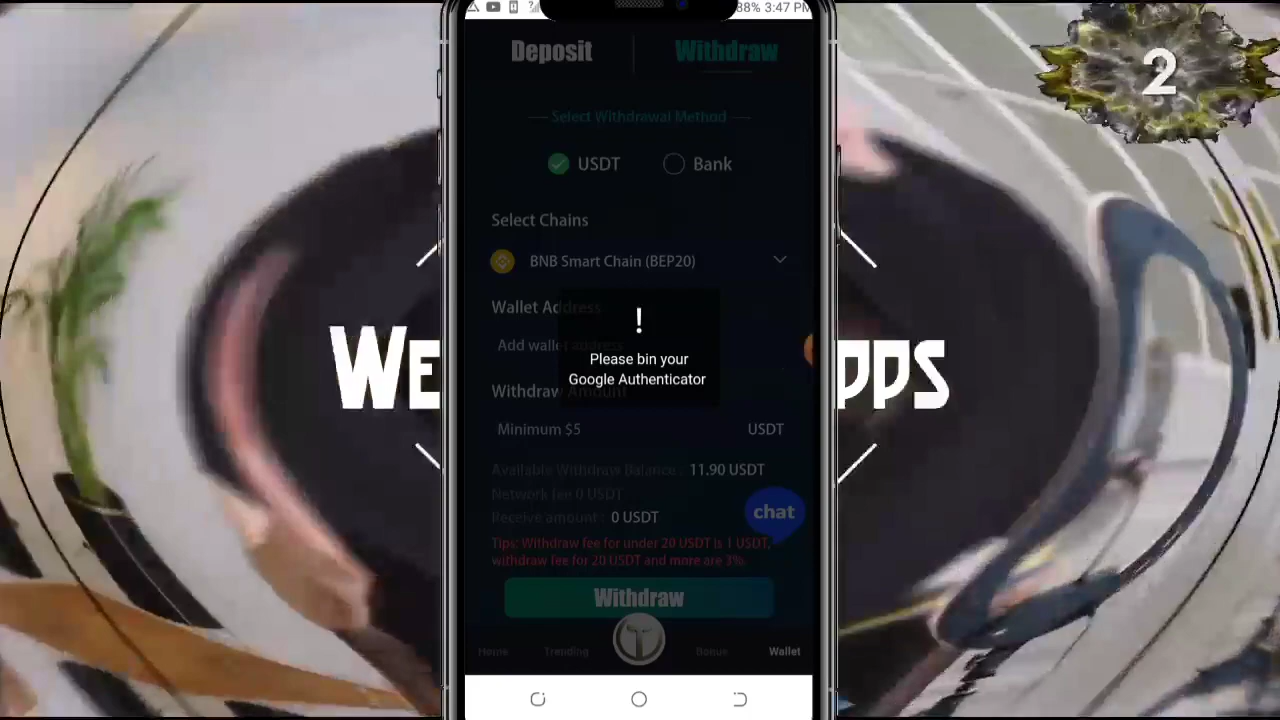 88% 3:47 PM
2
Deposit
Withdraw
Select Withdrawal Method
USDT
Bank
Select Chains
BNB Smart Chain (BEP20)
Wallet Address
!
Please bin your
Google Authenticator
Add wallet address
Withdraw Amount
Minimum $5
USDT
Available Withdraw Balance : 11.90 USDT
Network fee 0 USDT
Receive amount : 0 USDT
chat
Tips: Withdraw fee for under 20 USDT is 1 USDT,
withdraw fee for 20 USDT and more are 3%.
Withdraw
Home
Trending
Bonus
Wallet
We
pps